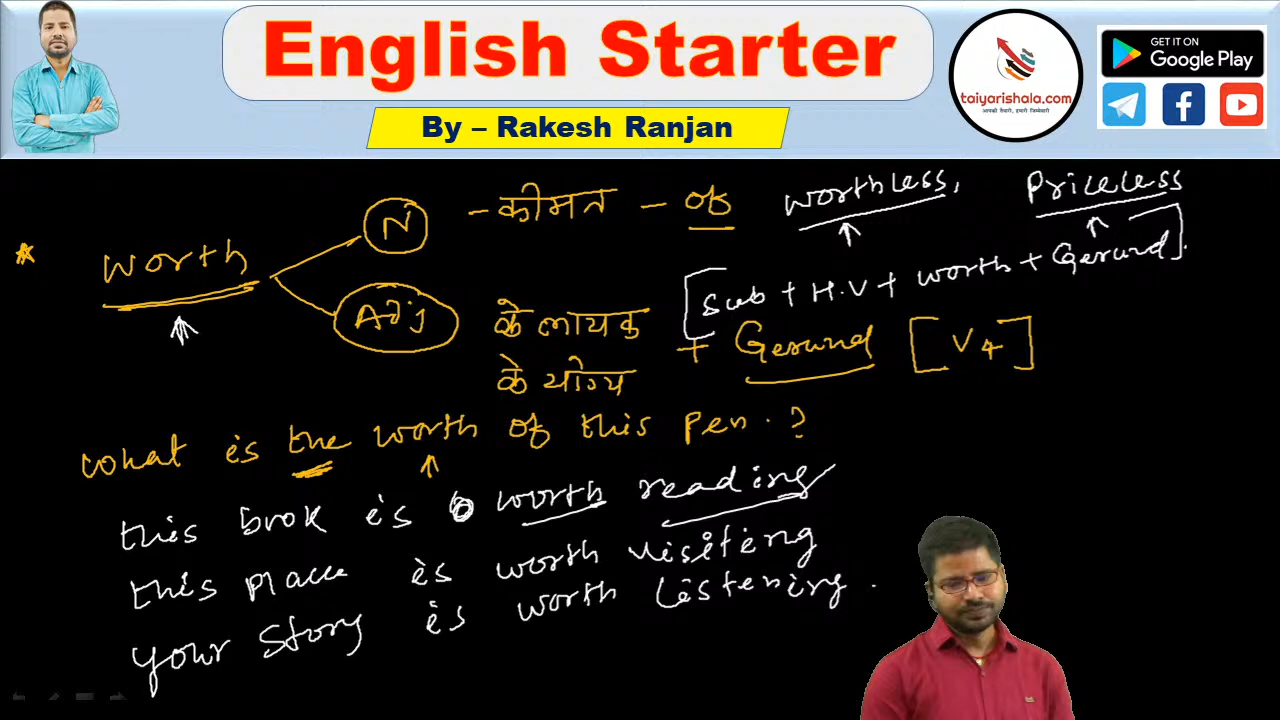 English Starter
By – Rakesh Ranjan
taiyarishala.com
आपकी तैयारी, हमारी जिम्मेदारी
GET IT ON
Google Play
Worth
N - कीमत - of
worthless, Priceless
[Sub + H.V + worth + Gerund].
Adj के लायक
के योग्य
+ Gerund [V4]
What is the worth of this pen.?
this book is worth reading
this place is worth visiting
your story is worth listening.